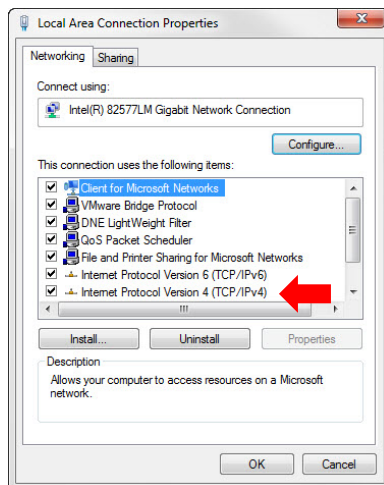 Local Area Connection Properties
Networking
Sharing
Connect using:
Intel(R) 82577LM Gigabit Network Connection
Configure...
This connection uses the following items:
Client for Microsoft Networks
VMware Bridge Protocol
DNE LightWeight Filter
QoS Packet Scheduler
File and Printer Sharing for Microsoft Networks
Internet Protocol Version 6 (TCP/IPv6)
Internet Protocol Version 4 (TCP/IPv4)
Install...
Uninstall
Properties
Description
Allows your computer to access resources on a Microsoft
network.
OK
Cancel